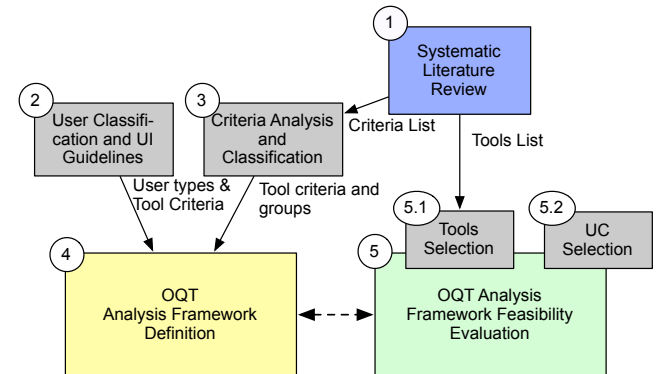 1
Systematic
Literature
Review
2
User Classifi-
cation and UI
Guidelines
3
Criteria Analysis
and
Classification
Criteria List
Tools List
User types &
Tool Criteria
Tool criteria and
groups
5.1
Tools
Selection
5.2
UC
Selection
4
OQT
Analysis Framework
Definition
5
OQT Analysis
Framework Feasibility
Evaluation